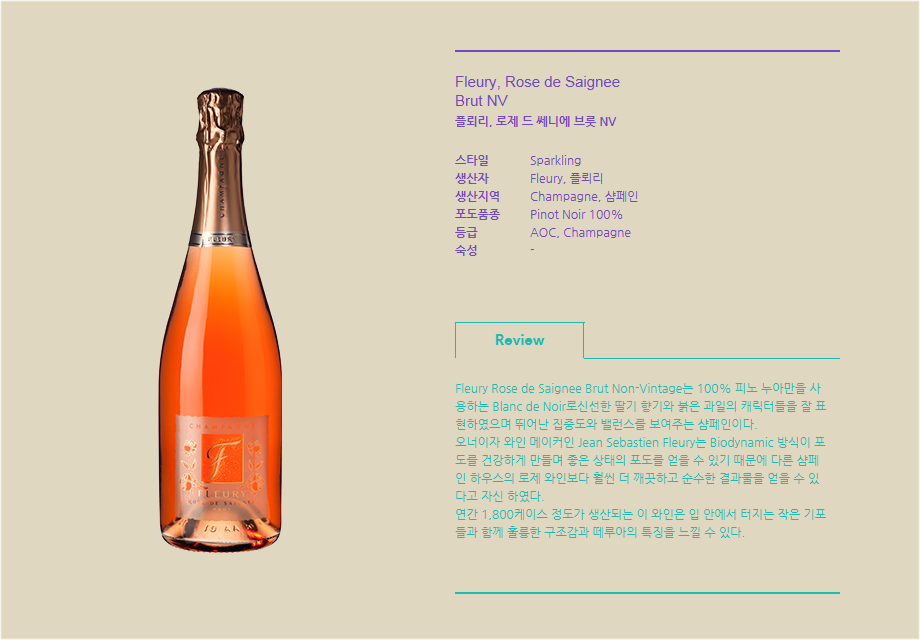 Fleury, Rose de Saignee
Brut NV
플뢰리, 로제 드 쎄니에 브룻 NV
스타일 Sparkling
생산자 Fleury, 플뢰리
생산지역 Champagne, 샴페인
포도품종 Pinot Noir 100%
등급 AOC, Champagne
숙성 -
Review
Fleury Rose de Saignee Brut Non-Vintage는 100% 피노 누아만을 사
용하는 Blanc de Noir로신선한 딸기 향기와 붉은 과일의 캐릭터들을 잘 표
현하였으며 뛰어난 집중도와 밸런스를 보여주는 샴페인이다.
오너이자 와인 메이커인 Jean Sebastien Fleury는 Biodynamic 방식이 포
도를 건강하게 만들며 좋은 상태의 포도를 얻을 수 있기 때문에 다른 샴페
인 하우스의 로제 와인보다 훨씬 더 깨끗하고 순수한 결과물을 얻을 수 있
다고 자신 하였다.
연간 1,800케이스 정도가 생산되는 이 와인은 입 안에서 터지는 작은 기포
들과 함께 훌륭한 구조감과 떼루아의 특징을 느낄 수 있다.
CHAMPAGNE
FLEURY
CHAMPAGNE
F
FLEURY